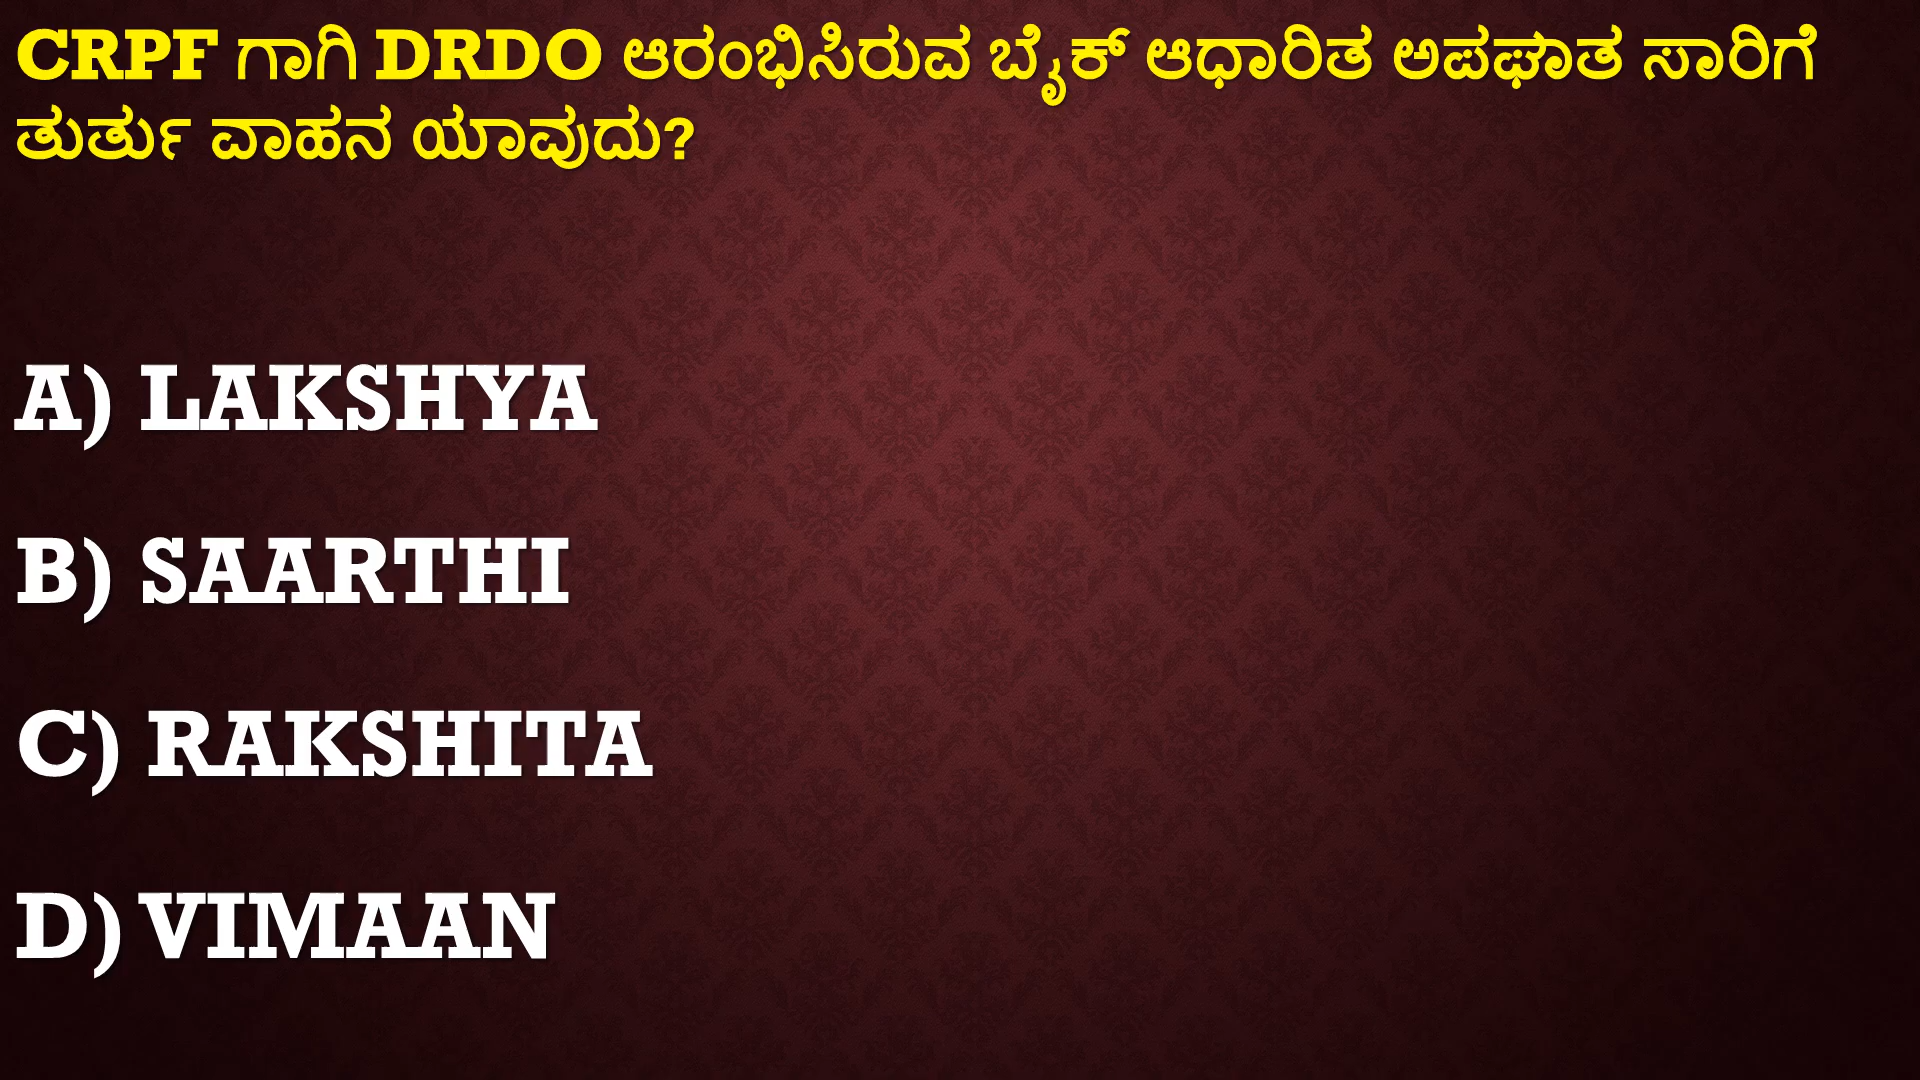 CRPF ಗಾಗಿ DRDO ಆರಂಭಿಸಿರುವ ಬೈಕ್ ಆಧಾರಿತ ಅಪಘಾತ ಸಾರಿಗೆ
ತುರ್ತು ವಾಹನ ಯಾವುದು?
A) LAKSHYA
B) SAARTHI
C) RAKSHITA
D) VIMAAN